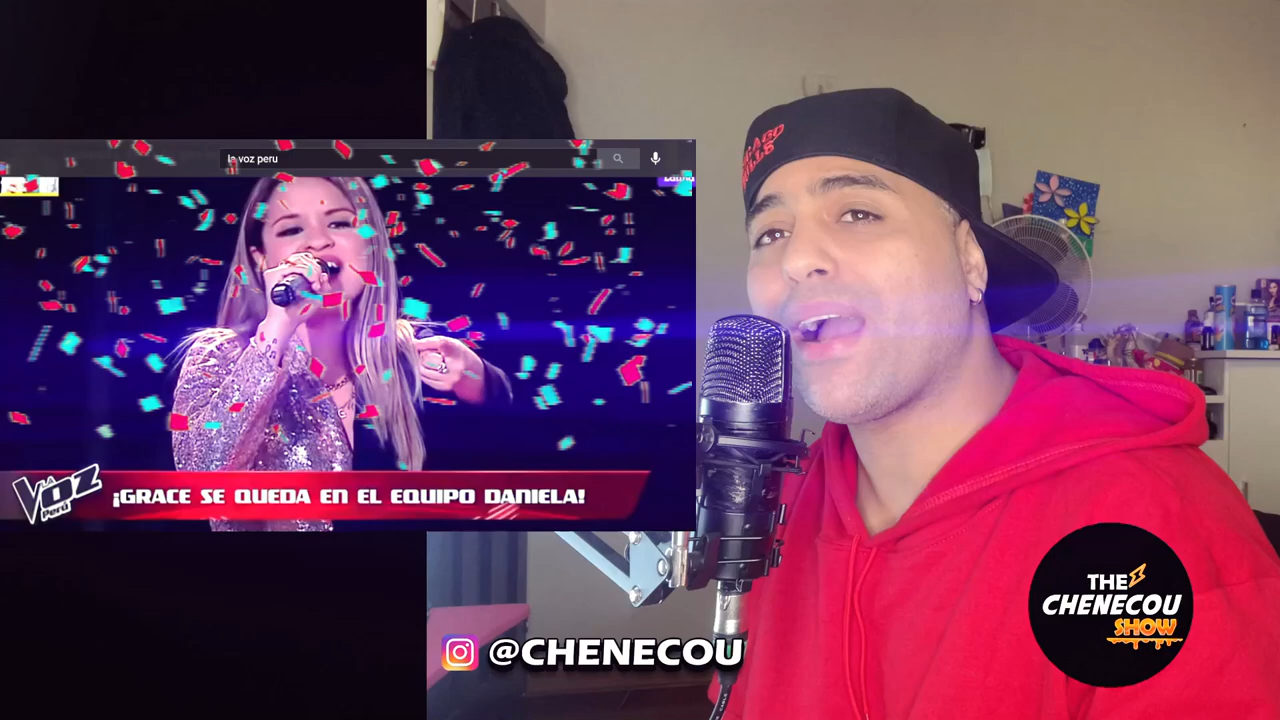 la voz peru
LA
VOZ
Perú
¡GRACE SE QUEDA EN EL EQUIPO DANIELA!
@CHENECOU
THE
CHENECOU
SHOW